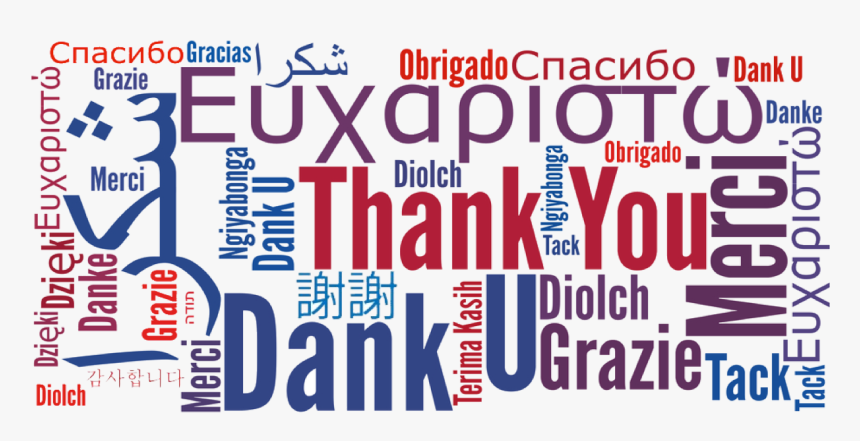 Спасибо
Gracias
شكرا
Obrigado
Спасибо
Dank U
Grazie
Ευχαριστώ
Ευχαριστώ
Danke
شكرا
Merci
Ngiyabonga
Dank U
Diolch
Thank You
Ngiyabonga
Tack
Obrigado
Merci
Ευχαριστώ
Dzięki
Dzięki
Danke
Grazie
תודה
謝謝
Dank U
Terima Kasih
Diolch
Grazie
Tack
Tack
Merci
감사합니다
Diolch